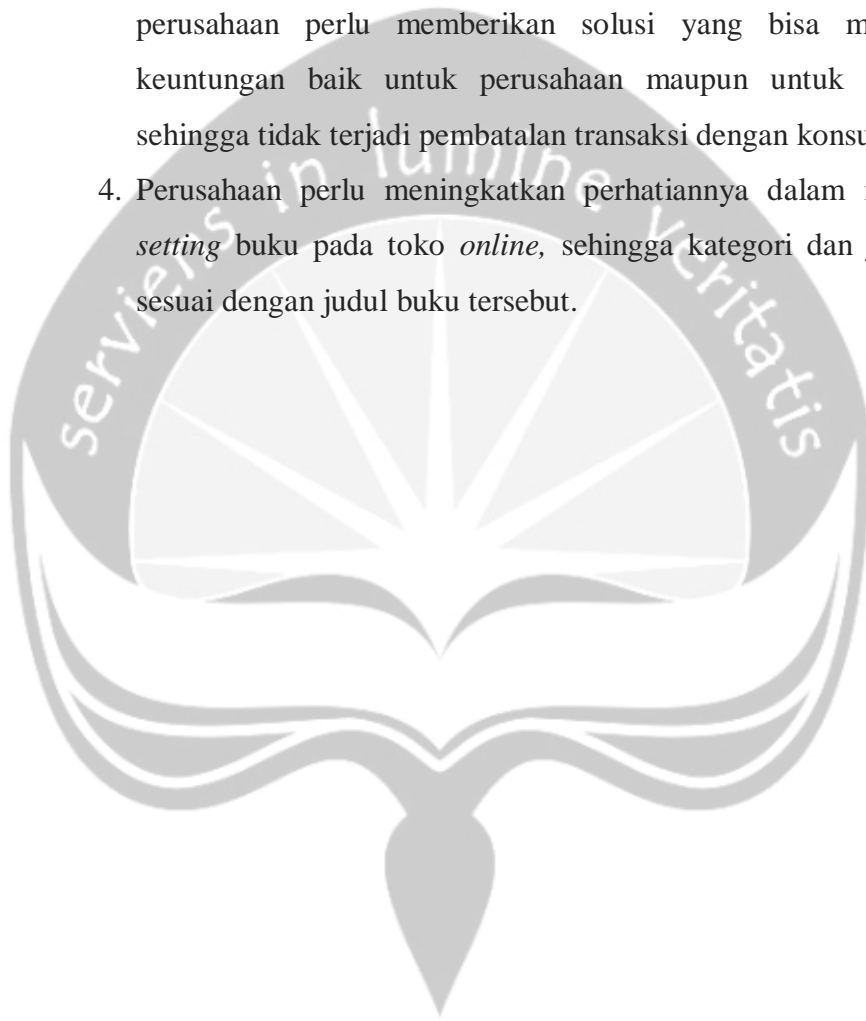 perusahaan perlu memberikan solusi yang bisa
keuntungan baik untuk perusahaan maupun untuk
sehingga tidak terjadi pembatalan transaksi dengan
4. Perusahaan perlu meningkatkan perhatiannya dalam
setting buku pada toko online, sehingga kategori dan
sesuai dengan judul buku tersebut.
serviens in lumine veritatis